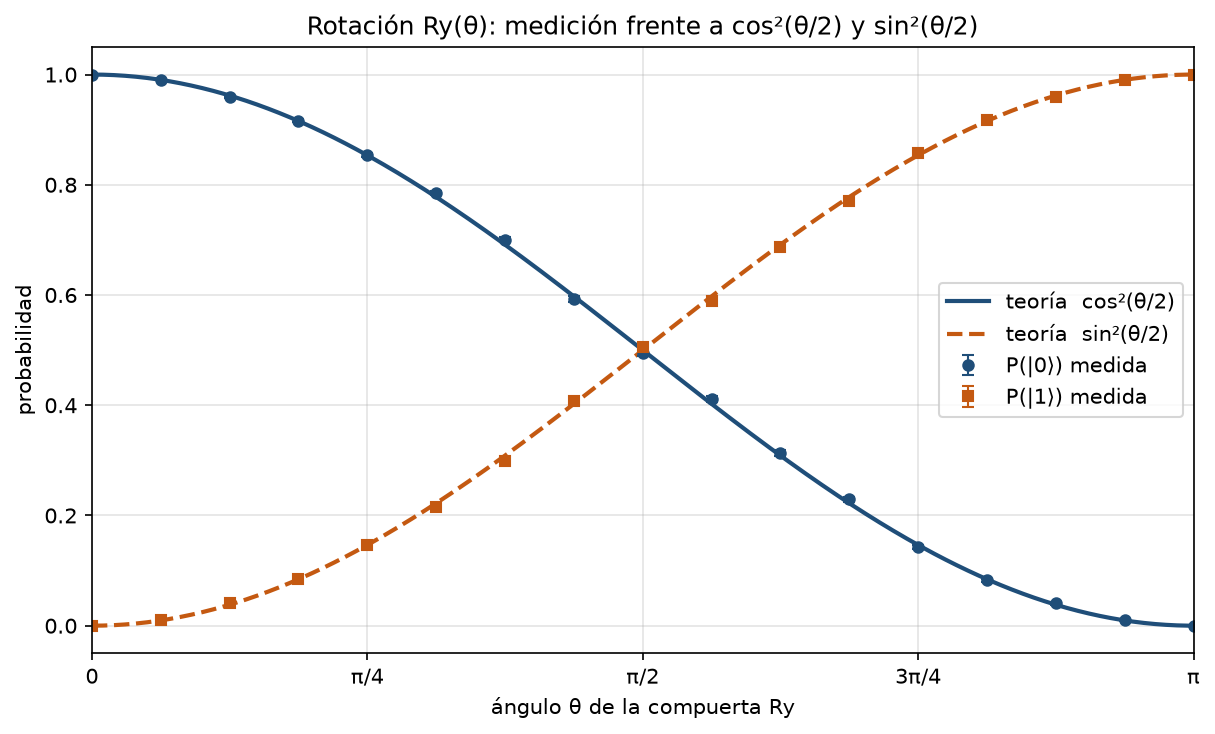 Rotación Ry(θ): medición frente a cos²(θ/2) y sin²(θ/2)
probabilidad
1.0
0.8
0.6
0.4
0.2
0.0
teoría  cos²(θ/2)
teoría  sin²(θ/2)
P(|0⟩) medida
P(|1⟩) medida
0
π/4
π/2
3π/4
π
ángulo θ de la compuerta Ry